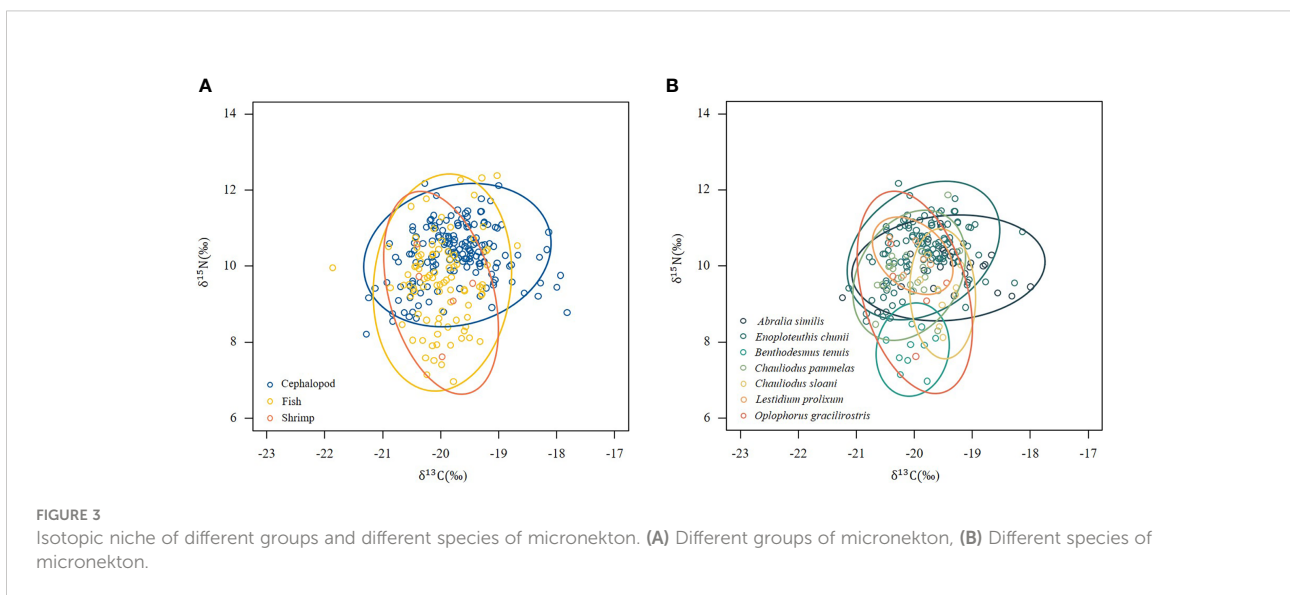 A
14
12
10
8
6
δ¹⁵N(‰)
Cephalopod
Fish
Shrimp
-23 -22 -21 -20 -19 -18 -17
δ¹³C(‰)
B
14
12
10
8
6
δ¹⁵N(‰)
Abralia similis
Enoploteuthis chunii
Benthodesmus tenuis
Chauliodus pammelas
Chauliodus sloani
Lestidium prolixum
Oplophorus gracilirostris
-23 -22 -21 -20 -19 -18 -17
δ¹³C(‰)
FIGURE 3
Isotopic niche of different groups and different species of micronekton. (A) Different groups of micronekton, (B) Different species of
micronekton.